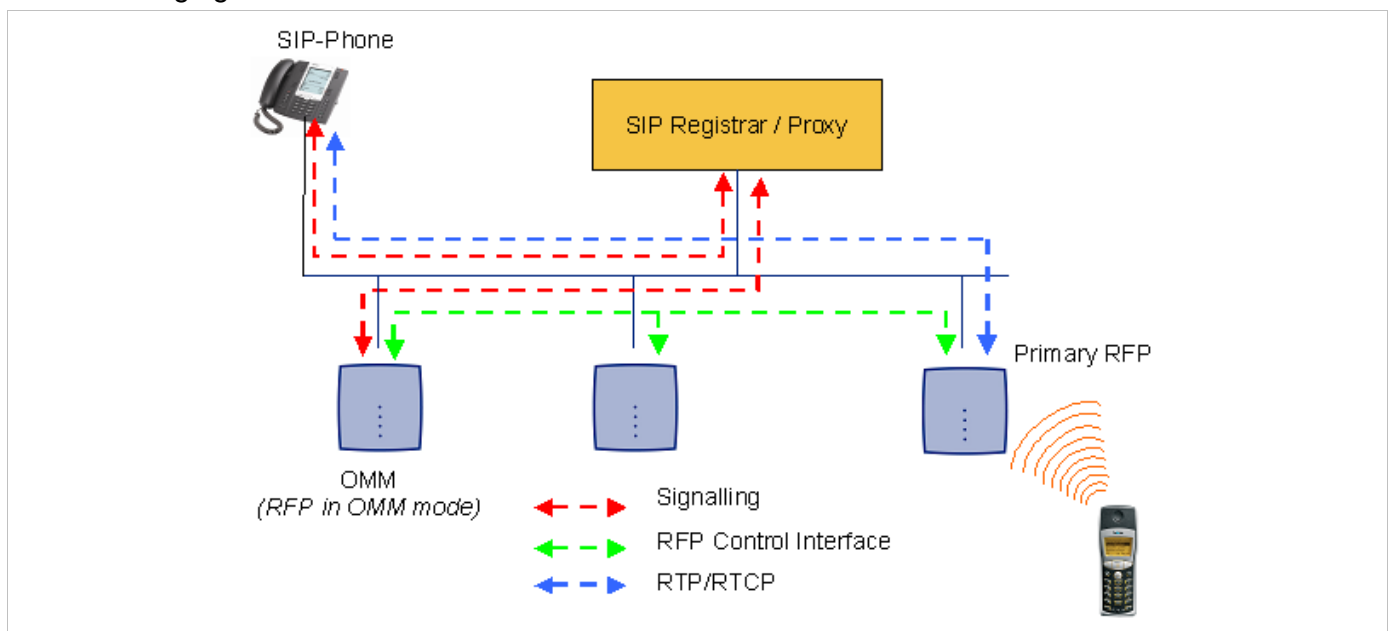 SIP-Phone
SIP Registrar / Proxy
Primary RFP
OMM
(RFP in OMM mode)
Signalling
RFP Control Interface
RTP/RTCP